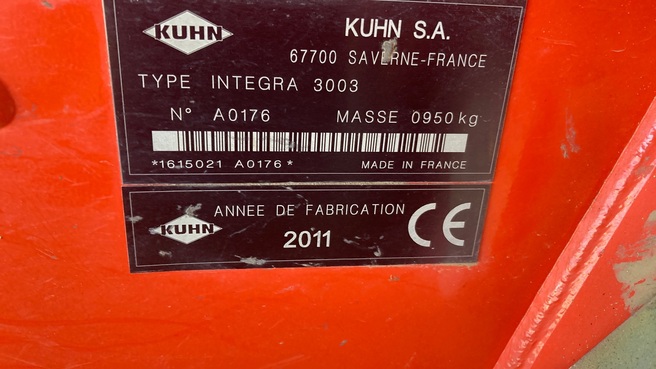 KUHN KUHN S.A.
67700 SAVERNE-FRANCE
TYPE INTEGRA 3003
N° A0176 MASSE 0950 kg
*1615021 A0176* MADE IN FRANCE
KUHN ANNEE DE FABRICATION CE
2011